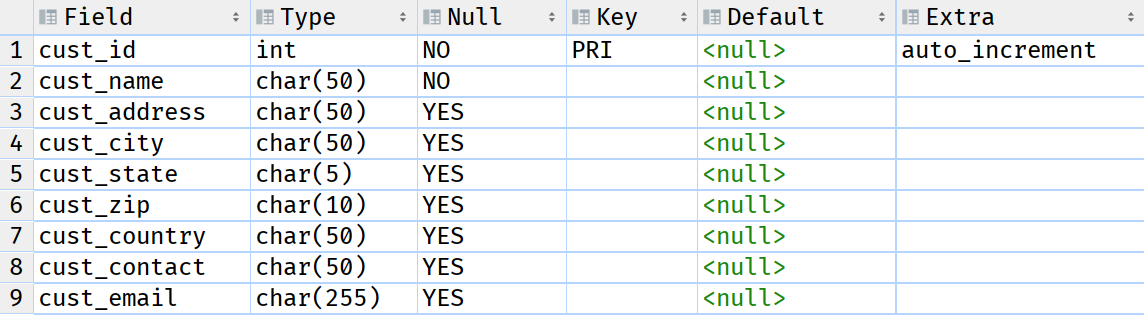 Field Type Null Key Default Extra
1 cust_id int NO PRI <null> auto_increment
2 cust_name char(50) NO <null>
3 cust_address char(50) YES <null>
4 cust_city char(50) YES <null>
5 cust_state char(5) YES <null>
6 cust_zip char(10) YES <null>
7 cust_country char(50) YES <null>
8 cust_contact char(50) YES <null>
9 cust_email char(255) YES <null>